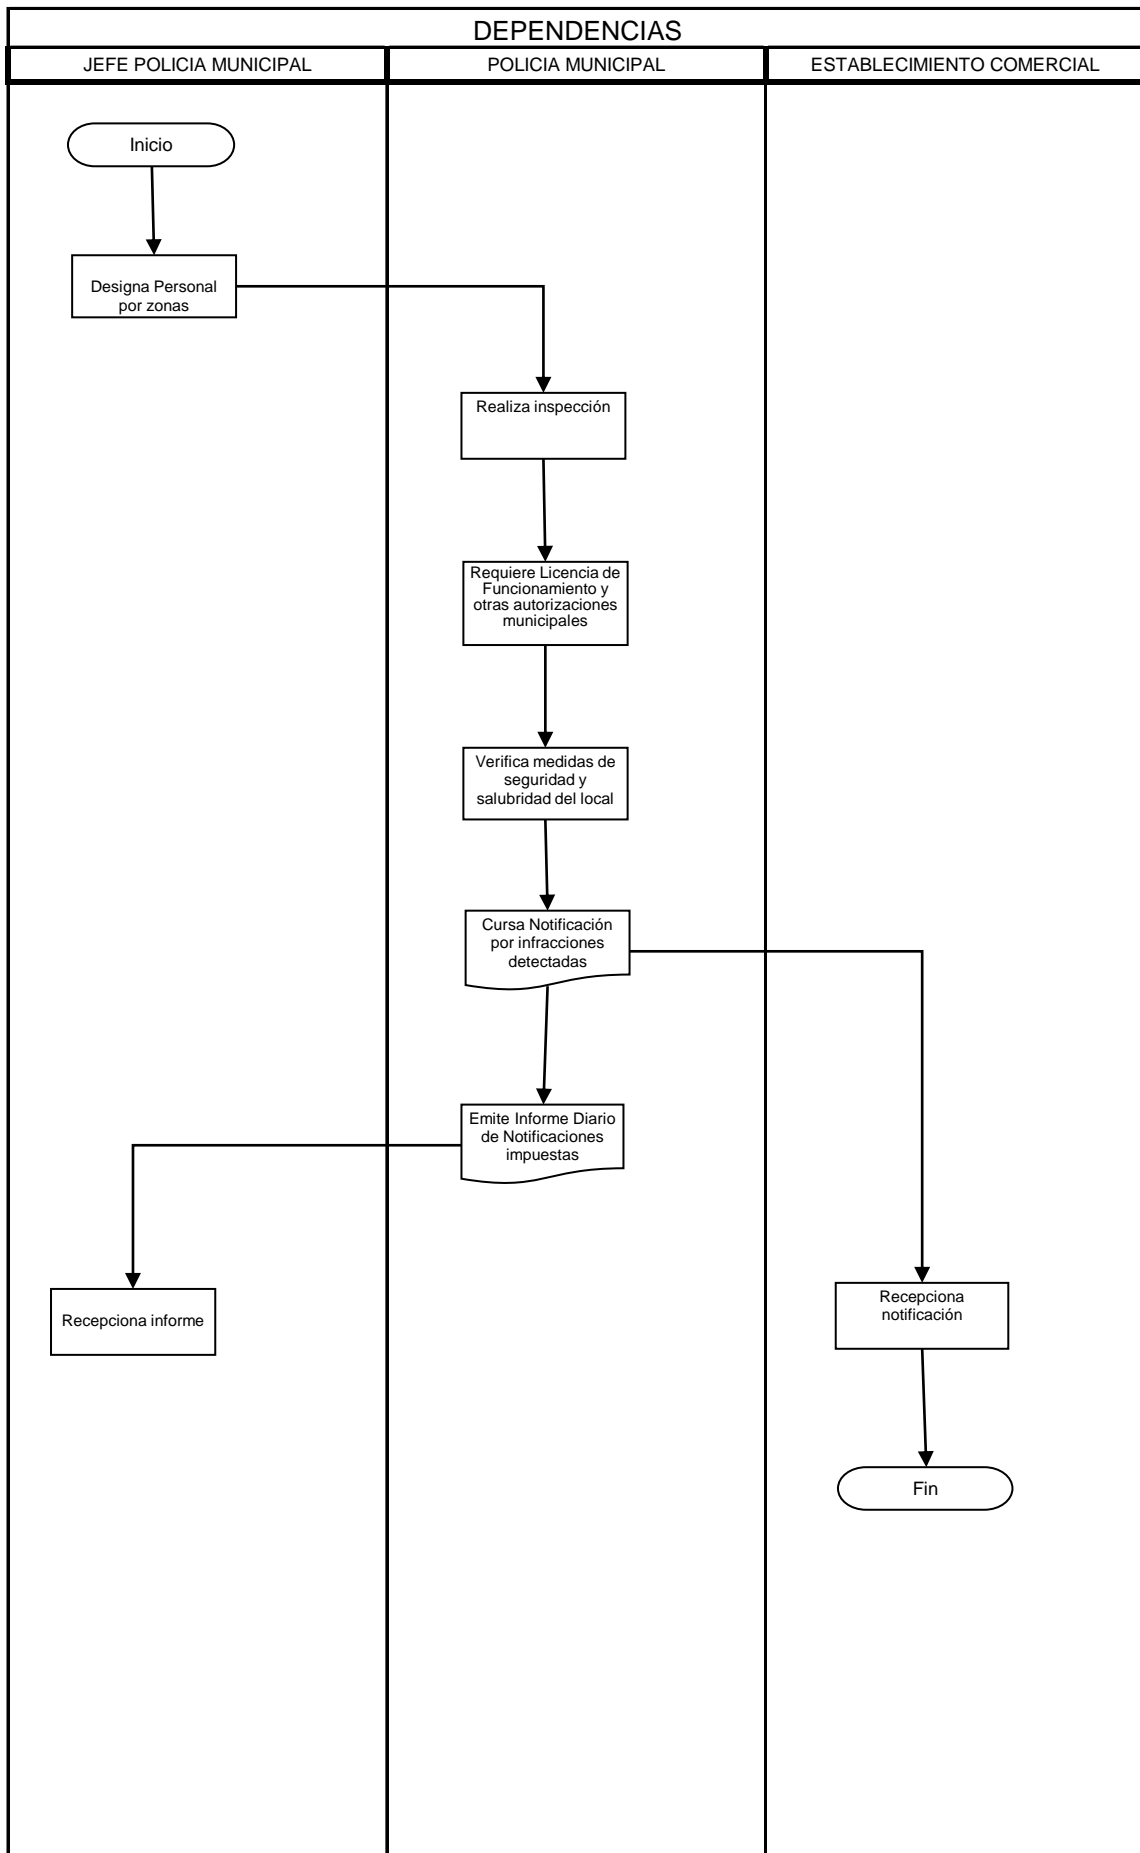 DEPENDENCIAS
JEFE POLICIA MUNICIPAL
POLICIA MUNICIPAL
ESTABLECIMIENTO COMERCIAL
Inicio
Designa Personal
por zonas
Realiza inspección
Requiere Licencia de
Funcionamiento y
otras autorizaciones
municipales
Verifica medidas de
seguridad y
salubridad del local
Cursa Notificación
por infracciones
detectadas
Emite Informe Diario
de Notificaciones
impuestas
Recepciona informe
Recepciona
notificación
Fin